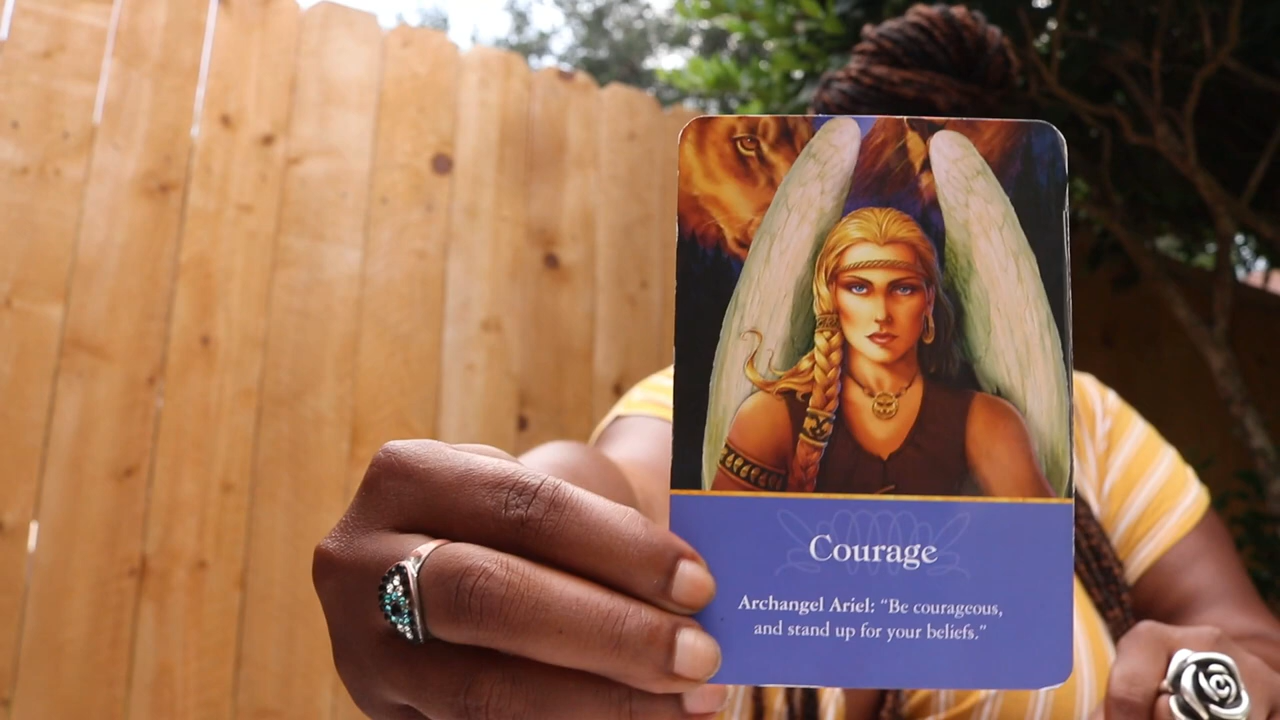 Courage
Archangel Ariel: “Be courageous,
and stand up for your beliefs.”